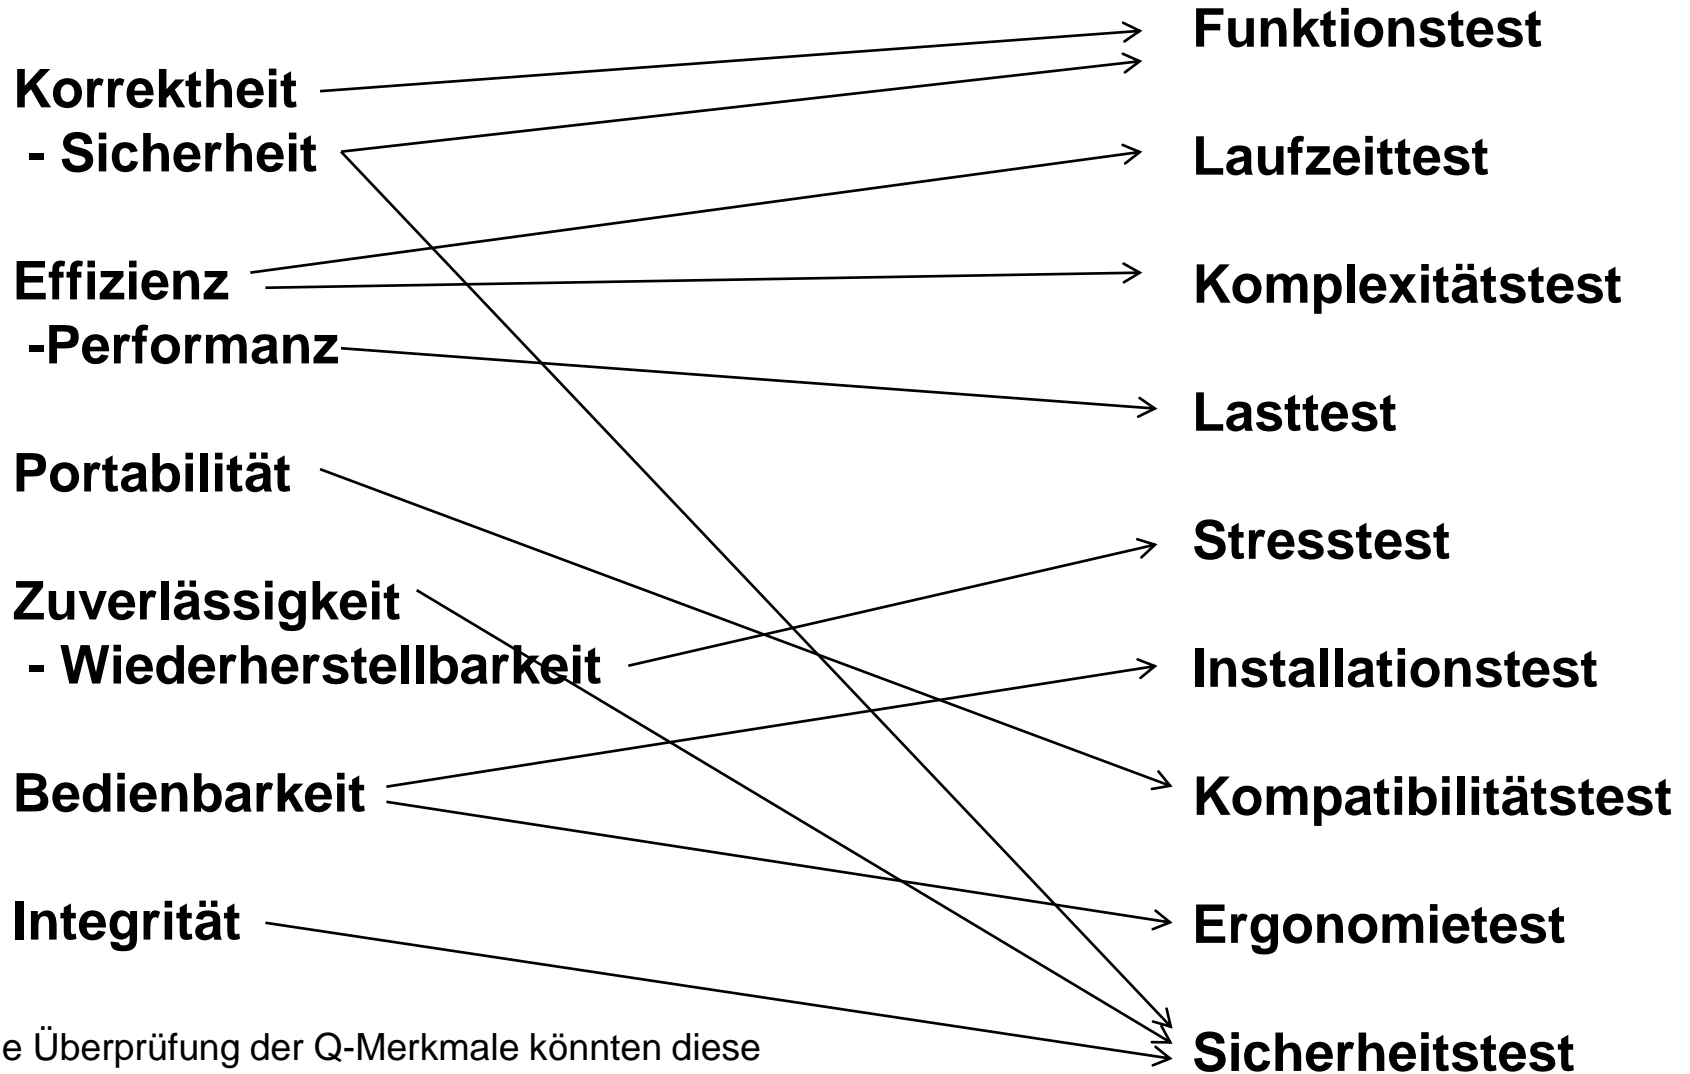 Korrektheit
- Sicherheit
Effizienz
-Performanz
Portabilität
Zuverlässigkeit
- Wiederherstellbarkeit
Bedienbarkeit
Integrität
Funktionstest
Laufzeittest
Komplexitätstest
Lasttest
Stresstest
Installationstest
Kompatibilitätstest
Ergonomietest
Sicherheitstest
e Überprüfung der Q-Merkmale könnten diese